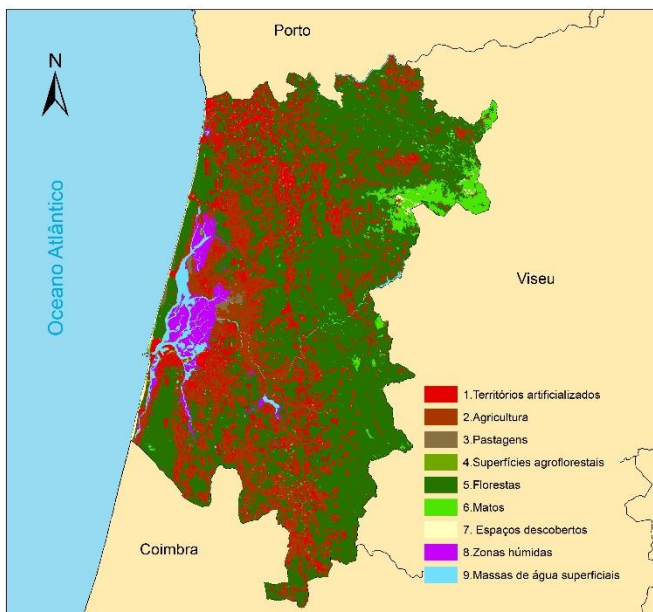 Porto
N
Oceano Atlântico
Viseu
Coimbra
1.Territórios artificializados
2.Agricultura
3.Pastagens
4.Superfícies agroflorestais
5.Florestas
6.Matos
7. Espaços descobertos
8.Zonas húmidas
9.Massas de água superficiais